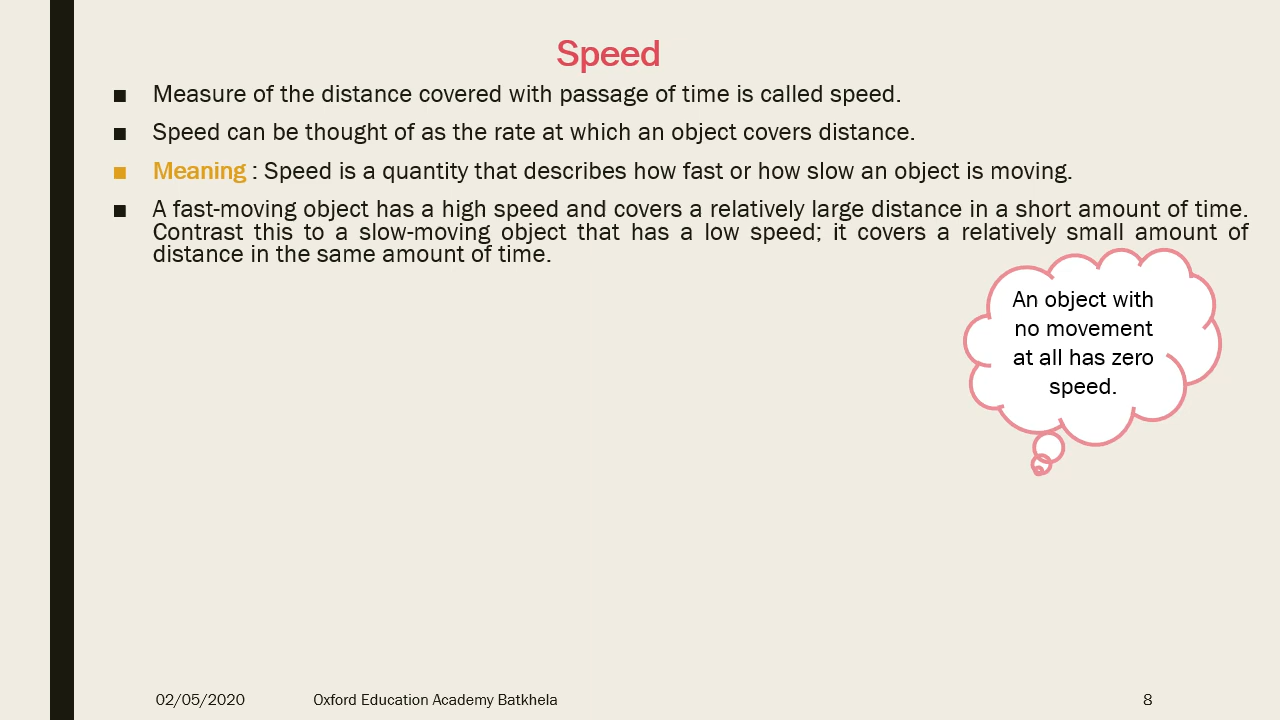 Speed
■ Measure of the distance covered with passage of time is called speed.
■ Speed can be thought of as the rate at which an object covers distance.
■ Meaning : Speed is a quantity that describes how fast or how slow an object is moving.
■ A fast-moving object has a high speed and covers a relatively large distance in a short amount of time.
Contrast this to a slow-moving object that has a low speed; it covers a relatively small amount of
distance in the same amount of time.
An object with
no movement
at all has zero
speed.
02/05/2020 Oxford Education Academy Batkhela 8